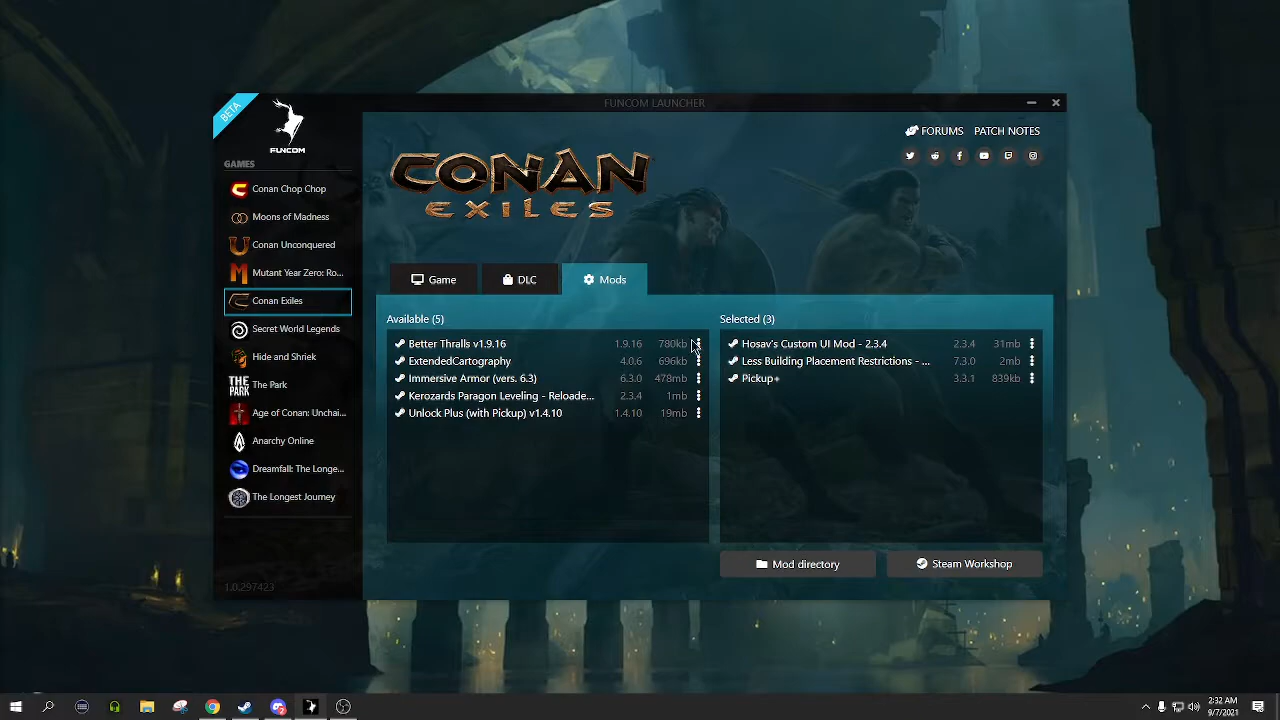 FUNCOM LAUNCHER
BETA
FUNCOM
FORUMS PATCH NOTES
GAMES
Conan Chop Chop
Moons of Madness
Conan Unconquered
Mutant Year Zero: Ro...
Conan Exiles
Secret World Legends
Hide and Shriek
THE PARK The Park
Age of Conan: Unchai...
Anarchy Online
Dreamfall: The Longe...
The Longest Journey
1.0.297423
CONAN
EXILES
Game DLC Mods
Available (5)
Better Thralls v1.9.16 1.9.16 780kb
ExtendedCartography 4.0.6 696kb
Immersive Armor (vers. 6.3) 6.3.0 478mb
Kerozards Paragon Leveling - Reloade... 2.3.4 1mb
Unlock Plus (with Pickup) v1.4.10 1.4.10 19mb
Selected (3)
Hosav's Custom UI Mod - 2.3.4 2.3.4 31mb
Less Building Placement Restrictions - ... 7.3.0 2mb
Pickup+ 3.3.1 839kb
Mod directory Steam Workshop
2:32 AM
9/7/2021